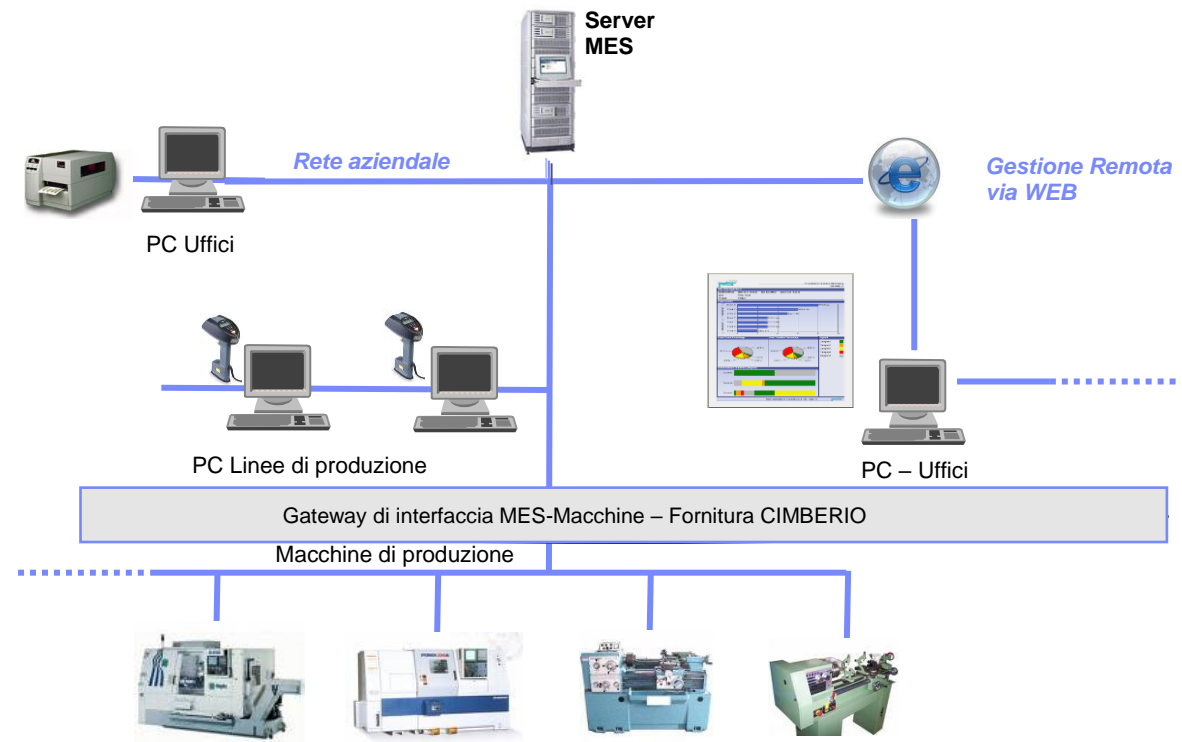 Server
MES
Rete aziendale
Gestione Remota
via WEB
PC Uffici
PC Linee di produzione
PC – Uffici
Gateway di interfaccia MES-Macchine – Fornitura CIMBERIO
Macchine di produzione